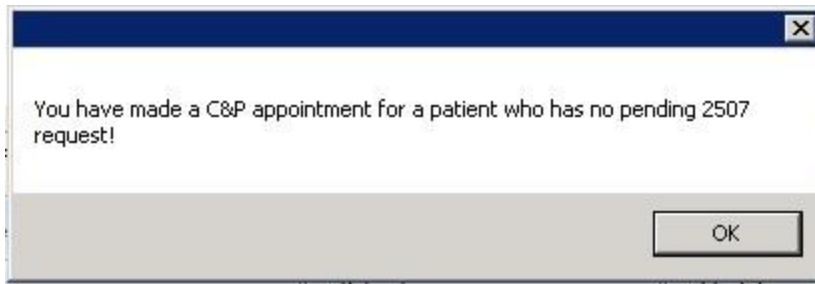 You have made a C&P appointment for a patient who has no pending 2507
request!
OK